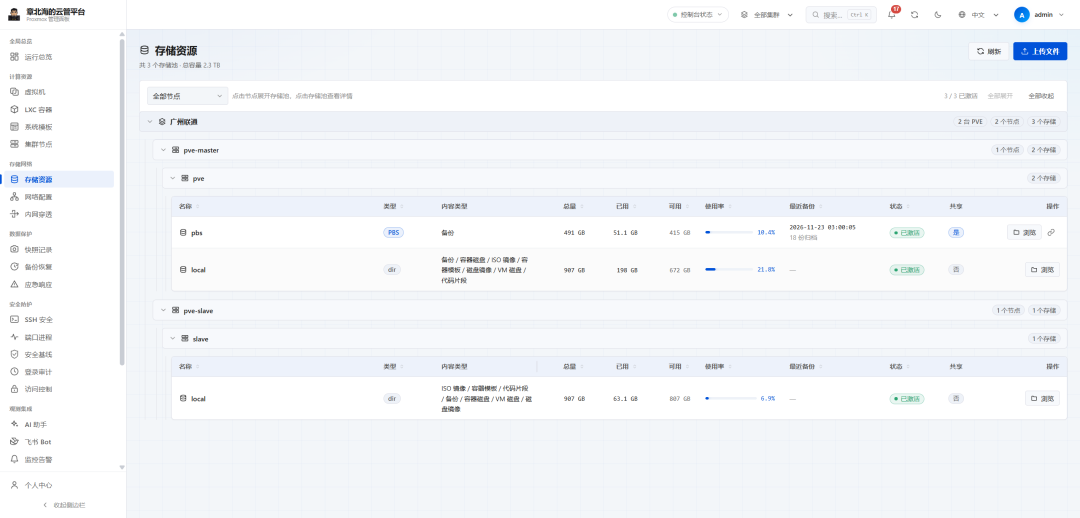 章北海的云管平台
Proxmox 管理面板
控制台状态
全部集群
搜索...
Ctrl K
97
中文
A
admin
全局总览
运行总览
计算资源
虚拟机
LXC 容器
系统模板
集群节点
存储网络
存储资源
网络配置
内网穿透
数据保护
快照记录
备份恢复
应急响应
安全防护
SSH 安全
端口进程
安全基线
登录审计
访问控制
观测集成
AI 助手
飞书 Bot
监控告警
个人中心
收起侧边栏
存储资源
共 3 个存储池 · 总容量 2.3 TB
刷新
上传文件
全部节点
点击节点展开存储池，点击存储池查看详情
3 / 3 已激活
全部展开
全部收起
广州联通
2 台 PVE
2 个节点
3 个存储
pve-master
1 个节点
2 个存储
pve
2 个存储
名称 类型 内容类型 总量 已用 可用 使用率 最近备份 状态 共享 操作
pbs PBS 备份 491 GB 51.1 GB 415 GB 10.4% 2026-11-23 03:00:05 已激活 是 浏览
18 份归档
local dir 备份 / 容器磁盘 / ISO 镜像 / 容
器模板 / 磁盘镜像 / VM 磁盘 /
代码片段
907 GB 198 GB 672 GB 21.8% — 已激活 否 浏览
pve-slave
1 个节点
1 个存储
slave
1 个存储
名称 类型 内容类型 总量 已用 可用 使用率 最近备份 状态 共享 操作
local dir ISO 镜像 / 容器模板 / 代码片段
/ 备份 / 容器磁盘 / VM 磁盘 / 磁
盘镜像
907 GB 63.1 GB 807 GB 6.9% — 已激活 否 浏览